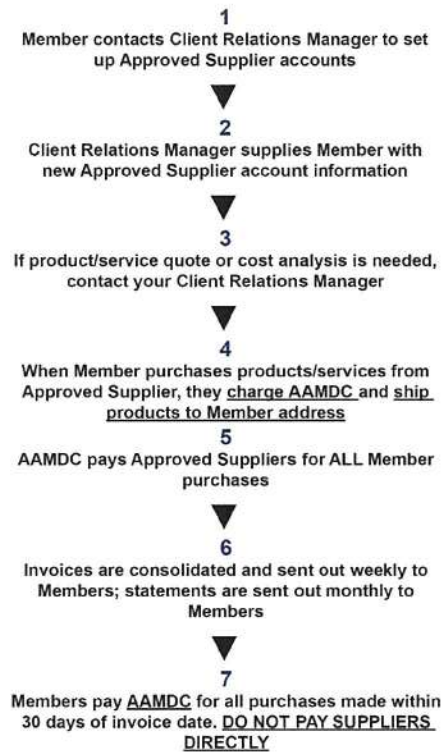 1
Member contacts Client Relations Manager to set
up Approved Supplier accounts
2
Client Relations Manager supplies Member with
new Approved Supplier account information
3
If product/service quote or cost analysis is needed,
contact your Client Relations Manager
4
When Member purchases products/services from
Approved Supplier, they charge AAMDC and ship
products to Member address
5
AAMDC pays Approved Suppliers for ALL Member
purchases
6
Invoices are consolidated and sent out weekly to
Members; statements are sent out monthly to
Members
7
Members pay AAMDC for all purchases made within
30 days of invoice date. DO NOT PAY SUPPLIERS
DIRECTLY